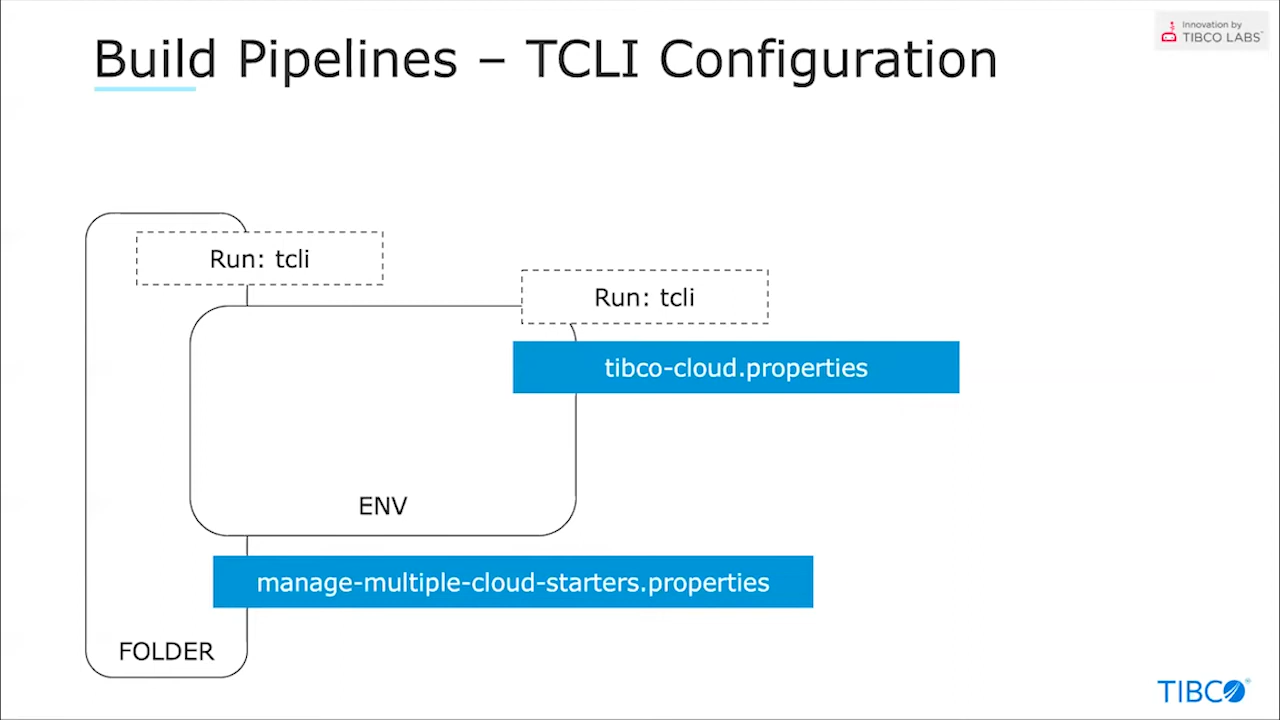 Innovation by
TIBCO LABS™
Build Pipelines – TCLI Configuration
Run: tcli
Run: tcli
tibco-cloud.properties
ENV
manage-multiple-cloud-starters.properties
FOLDER
TIBCO®